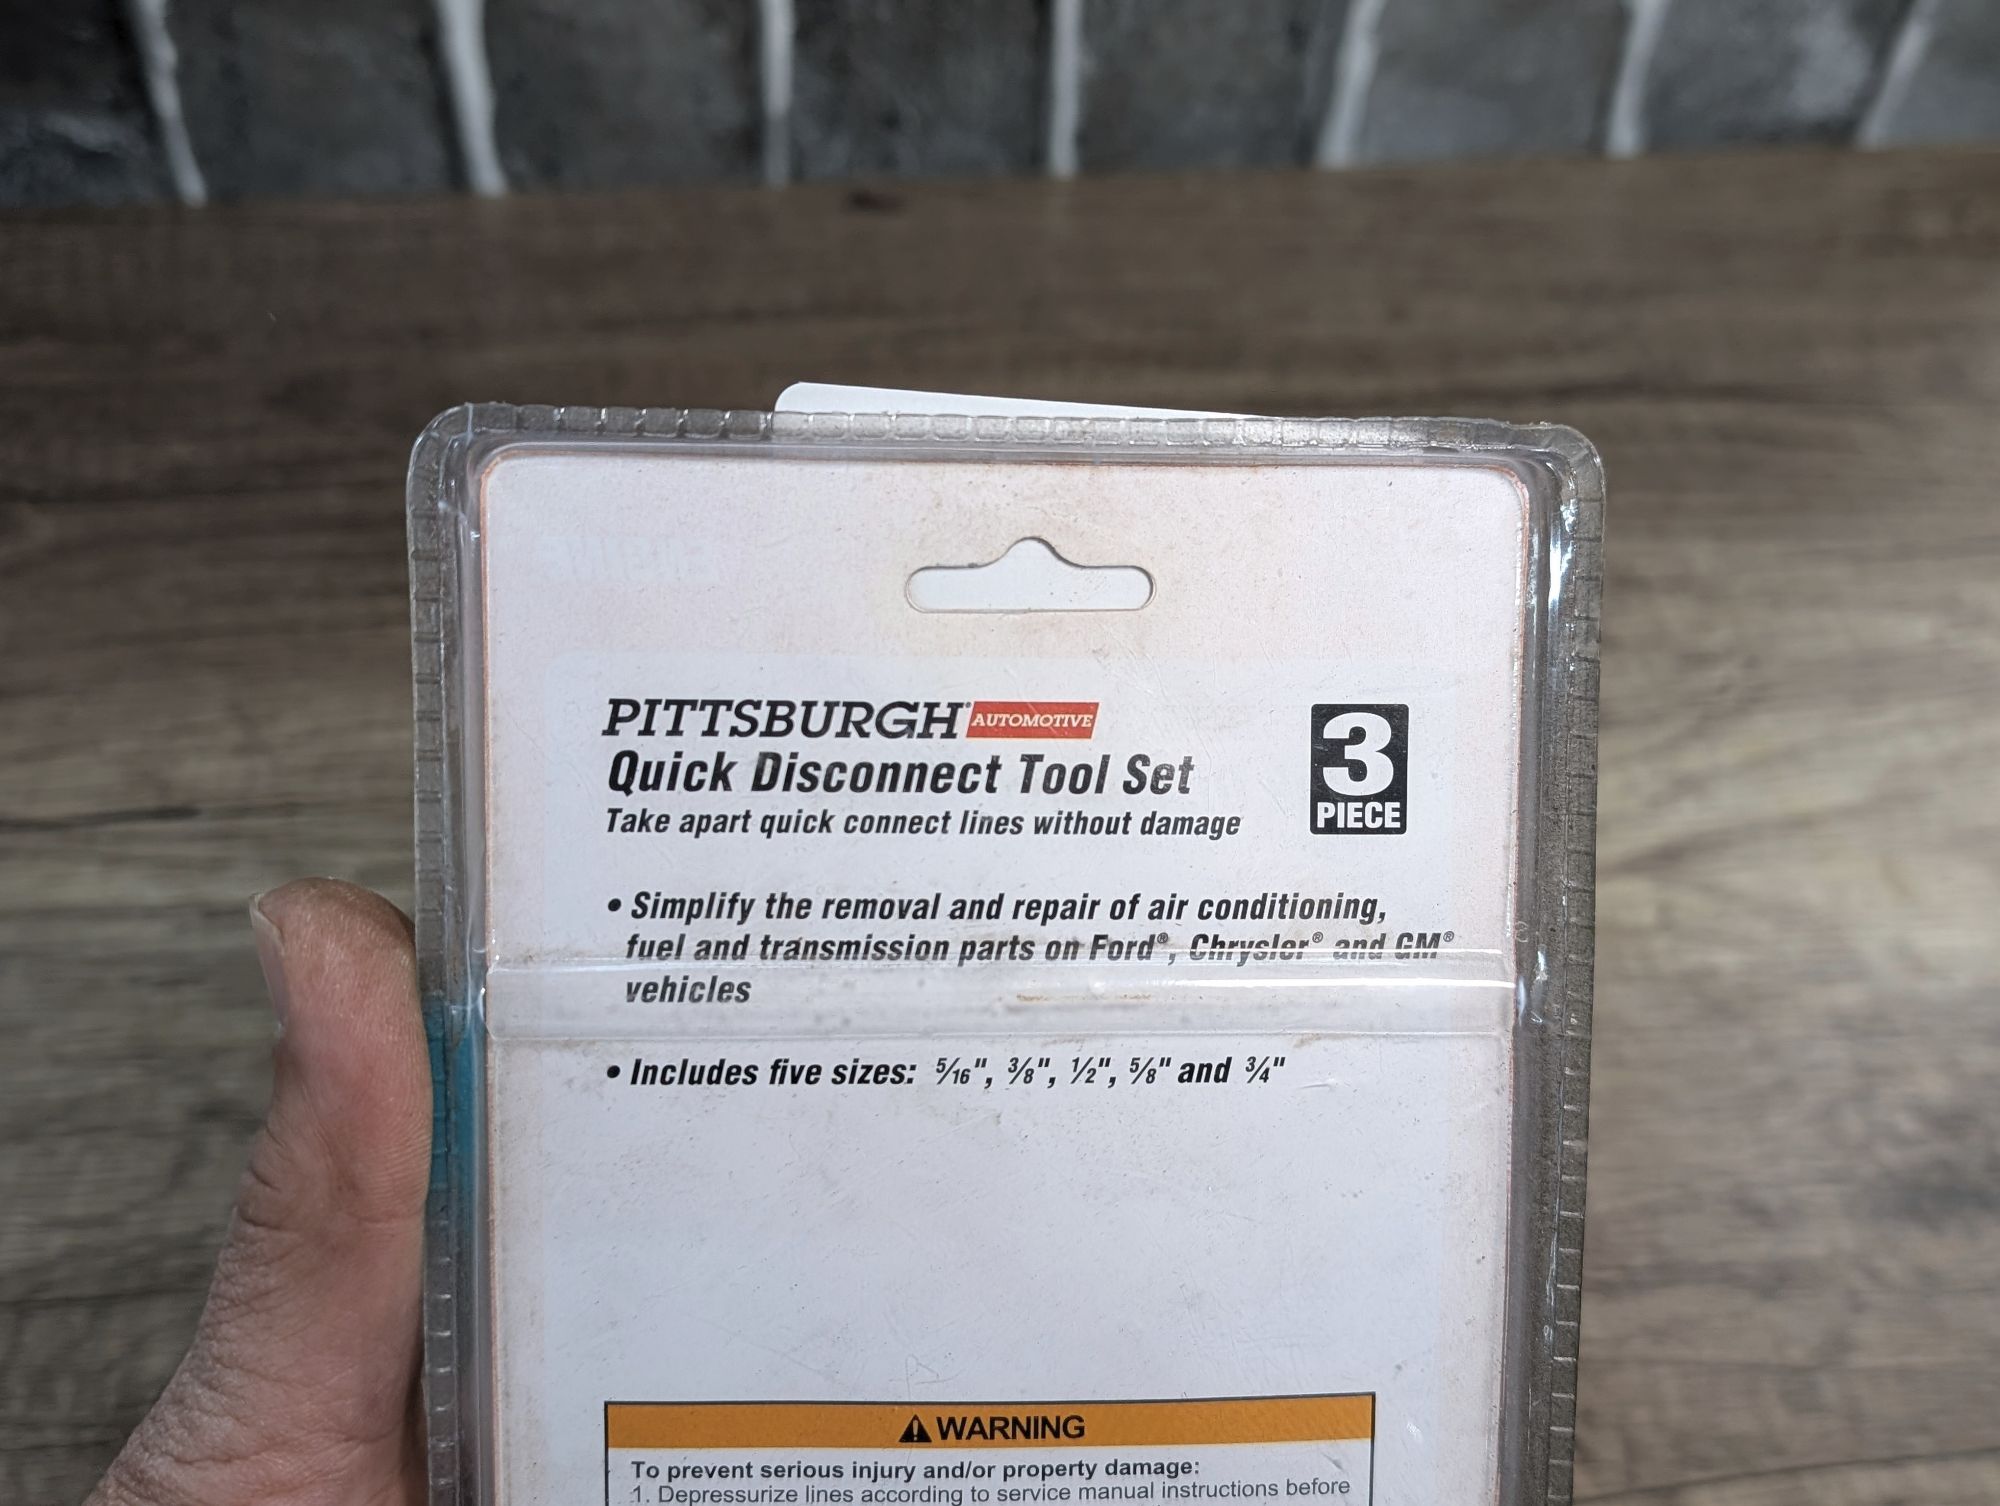 PITTSBURGH® AUTOMOTIVE
Quick Disconnect Tool Set
Take apart quick connect lines without damage
3
PIECE
• Simplify the removal and repair of air conditioning,
fuel and transmission parts on Ford®, Chrysler® and GM®
vehicles
• Includes five sizes: 5⁄16", 3⁄8", 1⁄2", 5⁄8" and 3⁄4"
⚠ WARNING
To prevent serious injury and/or property damage:
1. Depressurize lines according to service manual instructions before